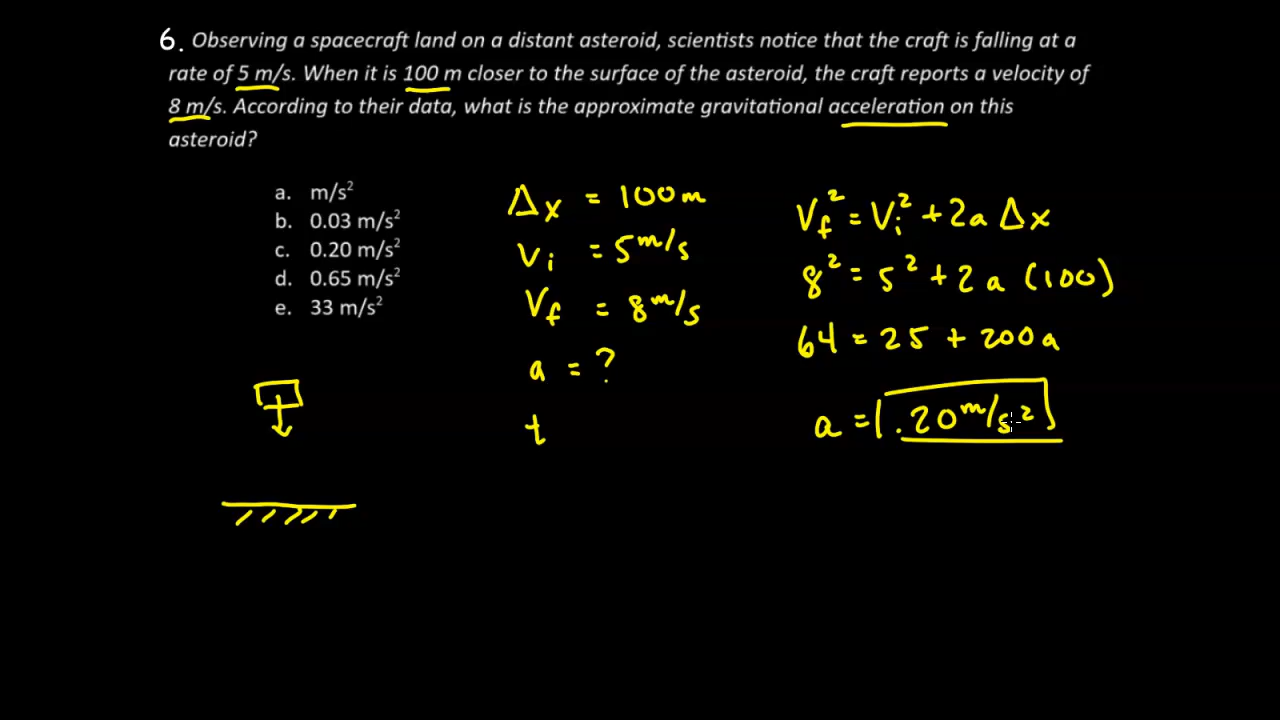 6. Observing a spacecraft land on a distant asteroid, scientists notice that the craft is falling at a
rate of 5 m/s. When it is 100 m closer to the surface of the asteroid, the craft reports a velocity of
8 m/s. According to their data, what is the approximate gravitational acceleration on this
asteroid?
a. m/s²
b. 0.03 m/s²
c. 0.20 m/s²
d. 0.65 m/s²
e. 33 m/s²
Δx = 100m
Vi = 5 m/s
Vf = 8 m/s
a = ?
t
Vf² = Vi² + 2a Δx
8² = 5² + 2a (100)
64 = 25 + 200a
a = .20 m/s²